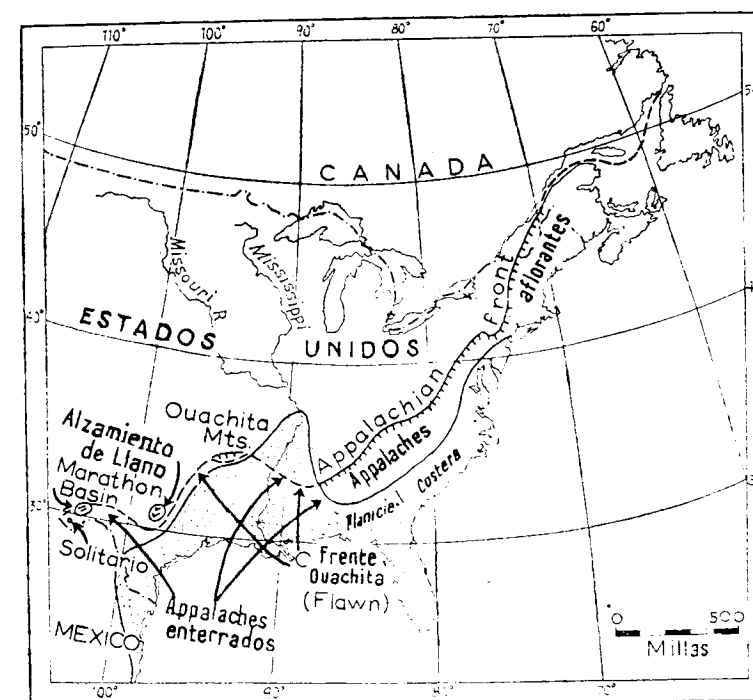 110° 100° 90° 80° 70° 60°
50°
CANADA
Missouri R.
Mississippi
40°
ESTADOS UNIDOS
Appalachian Front
aflorantes
Appalaches
Ouachita
Mts.
Alzamiento
de Llano
Marathon
Basin
30°
Solitario
Planicie Costera
Frente
Ouachita
(Flawn)
Appalaches
enterrados
MEXICO
0 500
Millas
100° 90° 80° 70°